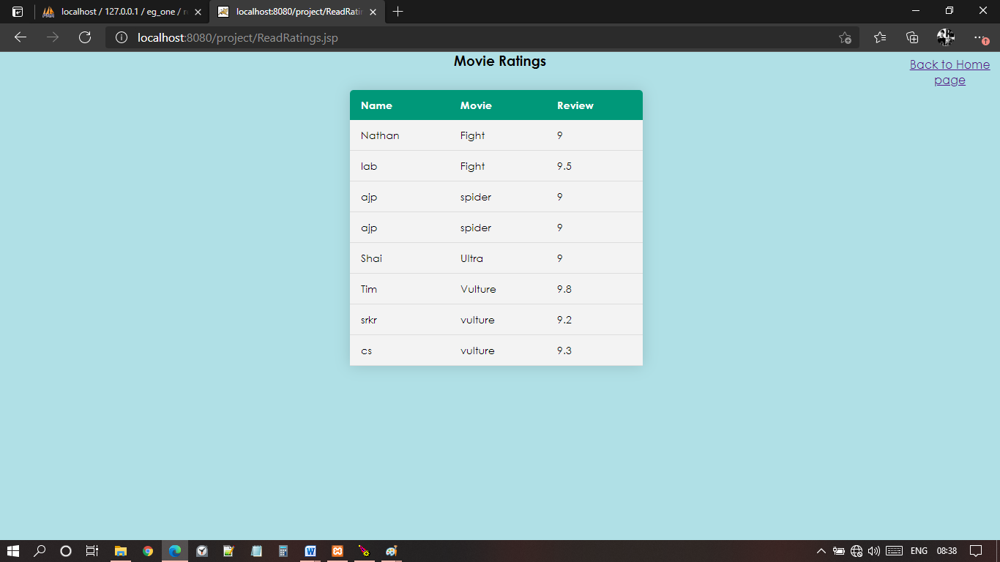 localhost / 127.0.0.1 / eg_one / r
localhost:8080/project/ReadRatin
localhost:8080/project/ReadRatings.jsp
Movie Ratings
Back to Home
page
Name Movie Review
Nathan Fight 9
lab Fight 9.5
ajp spider 9
ajp spider 9
Shai Ultra 9
Tim Vulture 9.8
srkr vulture 9.2
cs vulture 9.3
ENG 08:38